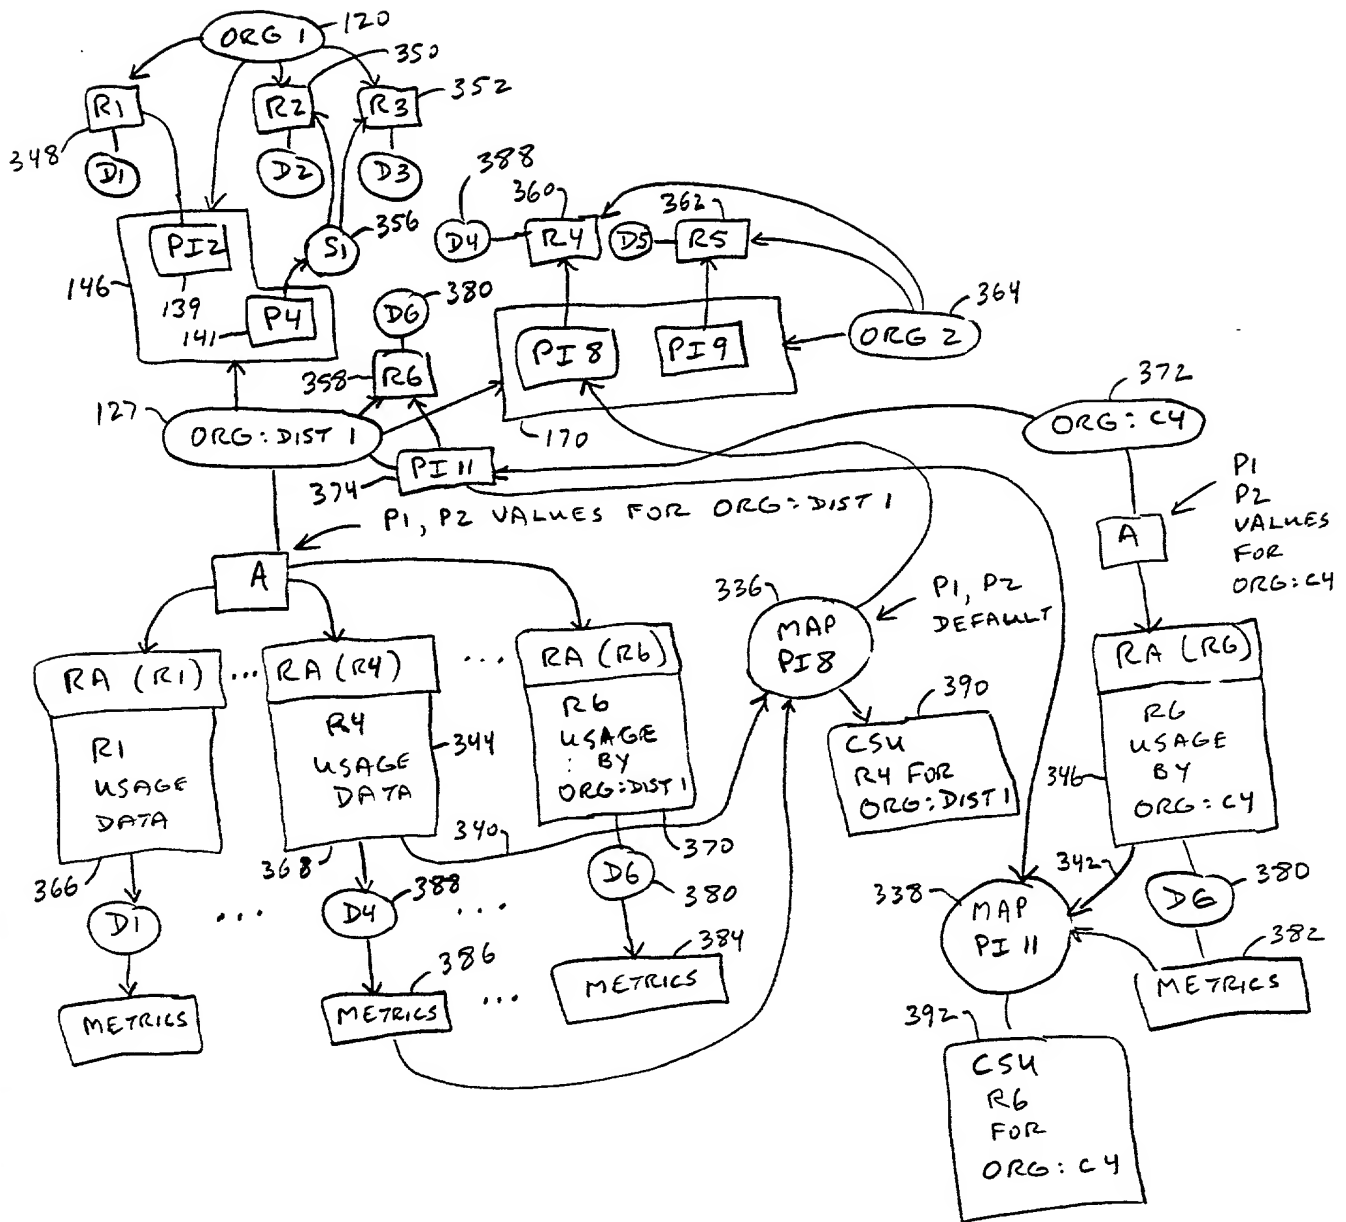 ORG 1
120
350
R1
R2
R3
352
348
D1
D2
D3
388
360
362
D4
R4
D5
R5
PI2
S1
356
146
139
141
P4
D6
380
PI8
PI9
364
ORG 2
358
R6
372
127
ORG:DIST 1
170
ORG:C4
PI 11
374
P1, P2 VALUES FOR ORG:DIST 1
P1
P2
VALUES
FOR
ORG:C4
A
A
336
MAP
PI8
P1, P2
DEFAULT
RA (R1)
...
RA (R4)
...
RA (R6)
RA (R6)
R1
USAGE
DATA
R4
USAGE
DATA
344
R6
USAGE
: BY
ORG:DIST 1
390
CSU
R4 FOR
ORG:DIST 1
R6
USAGE
BY
ORG:C4
346
366
368
340
370
342
D1
...
D4
388
...
D6
380
338
MAP
PI 11
D6
380
METRICS
386
METRICS
...
384
METRICS
382
METRICS
392
CSU
R6
FOR
ORG:C4